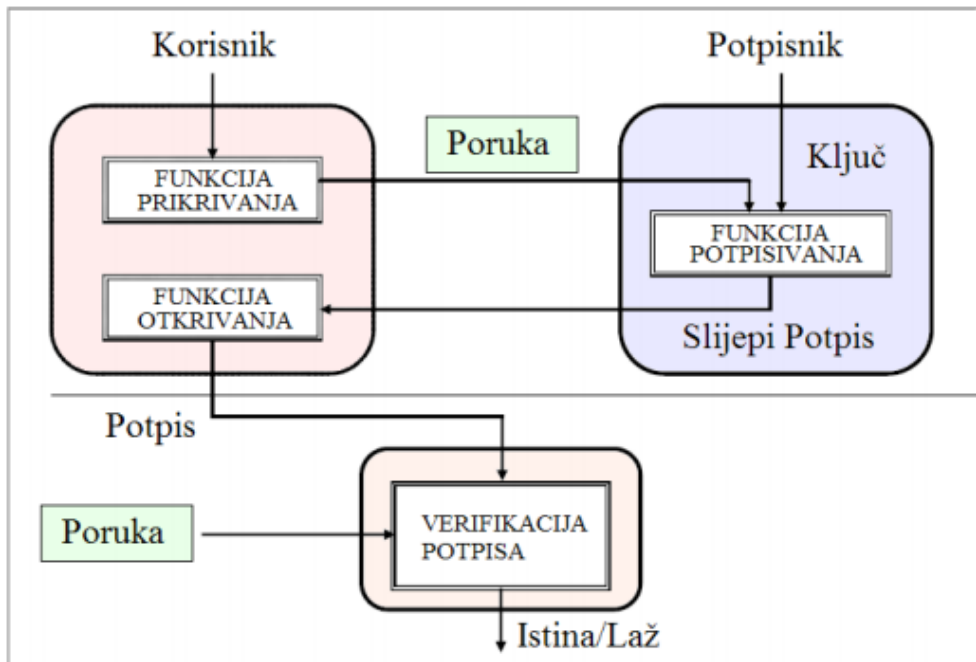 Korisnik
Potpisnik
Poruka
Ključ
FUNKCIJA
PRIKRIVANJA
FUNKCIJA
POTPISIVANJA
FUNKCIJA
OTKRIVANJA
Slijepi Potpis
Potpis
Poruka
VERIFIKACIJA
POTPISA
Istina/Laž